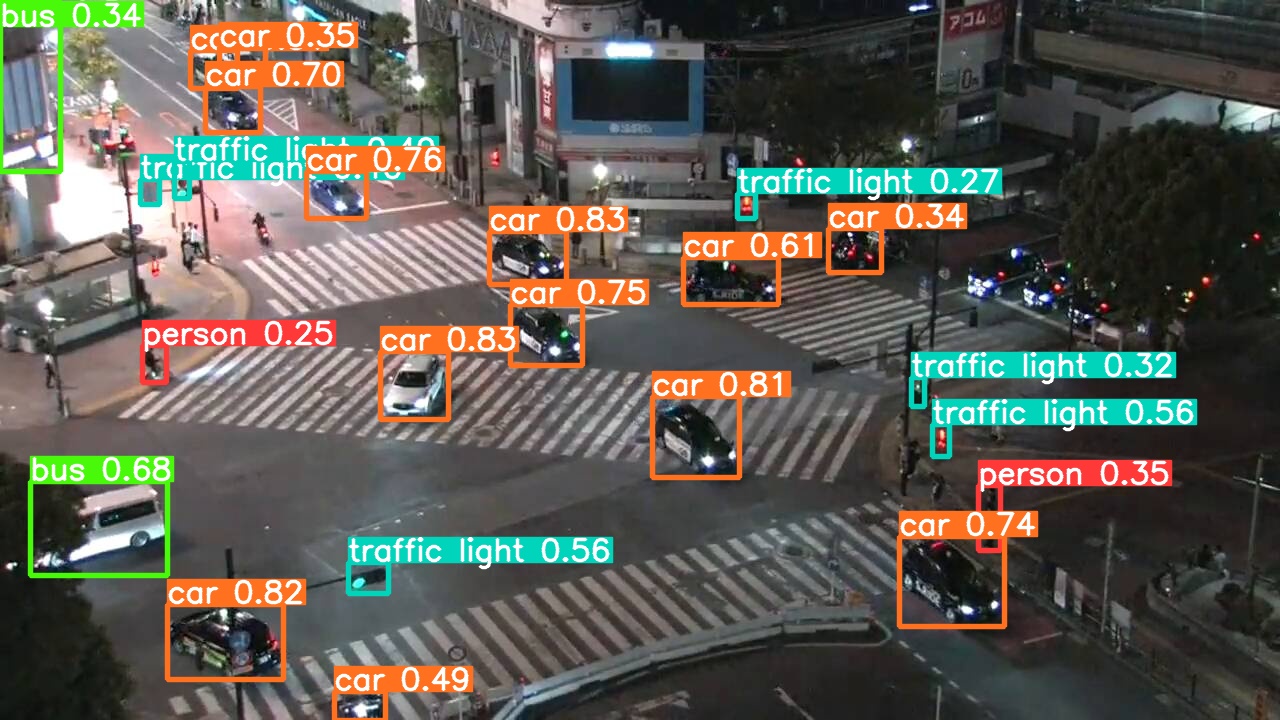 bus 0.34
car 0.35
car 0.70
アコム
0
甘栗
traffic light 0.40
car 0.76
traffic light 0.27
car 0.83
car 0.34
car 0.61
car 0.75
person 0.25
car 0.83
traffic light 0.32
car 0.81
traffic light 0.56
bus 0.68
person 0.35
car 0.74
traffic light 0.56
car 0.82
car 0.49